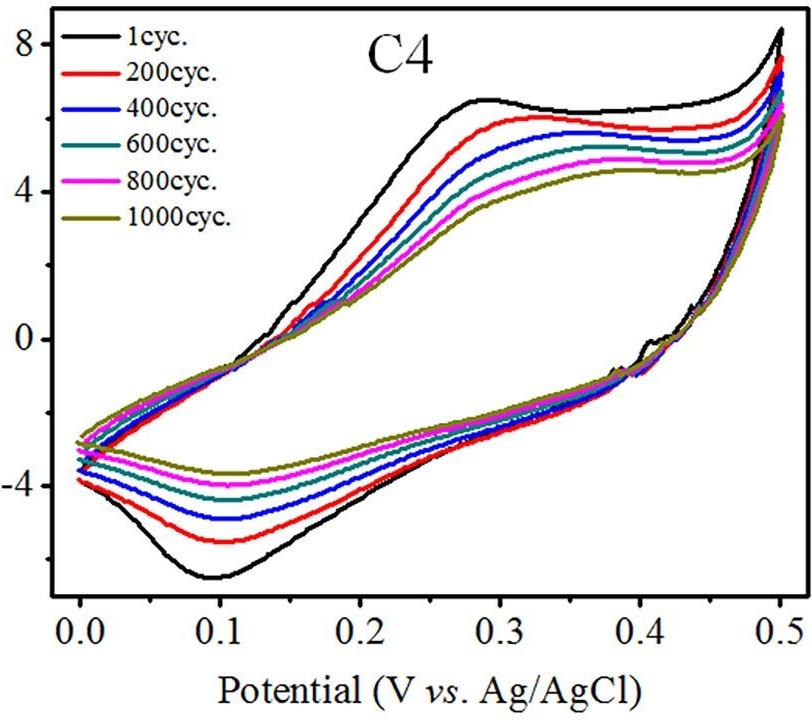 C4
1cyc.
200cyc.
400cyc.
600cyc.
800cyc.
1000cyc.
8
4
0
-4
0.0 0.1 0.2 0.3 0.4 0.5
Potential (V vs. Ag/AgCl)